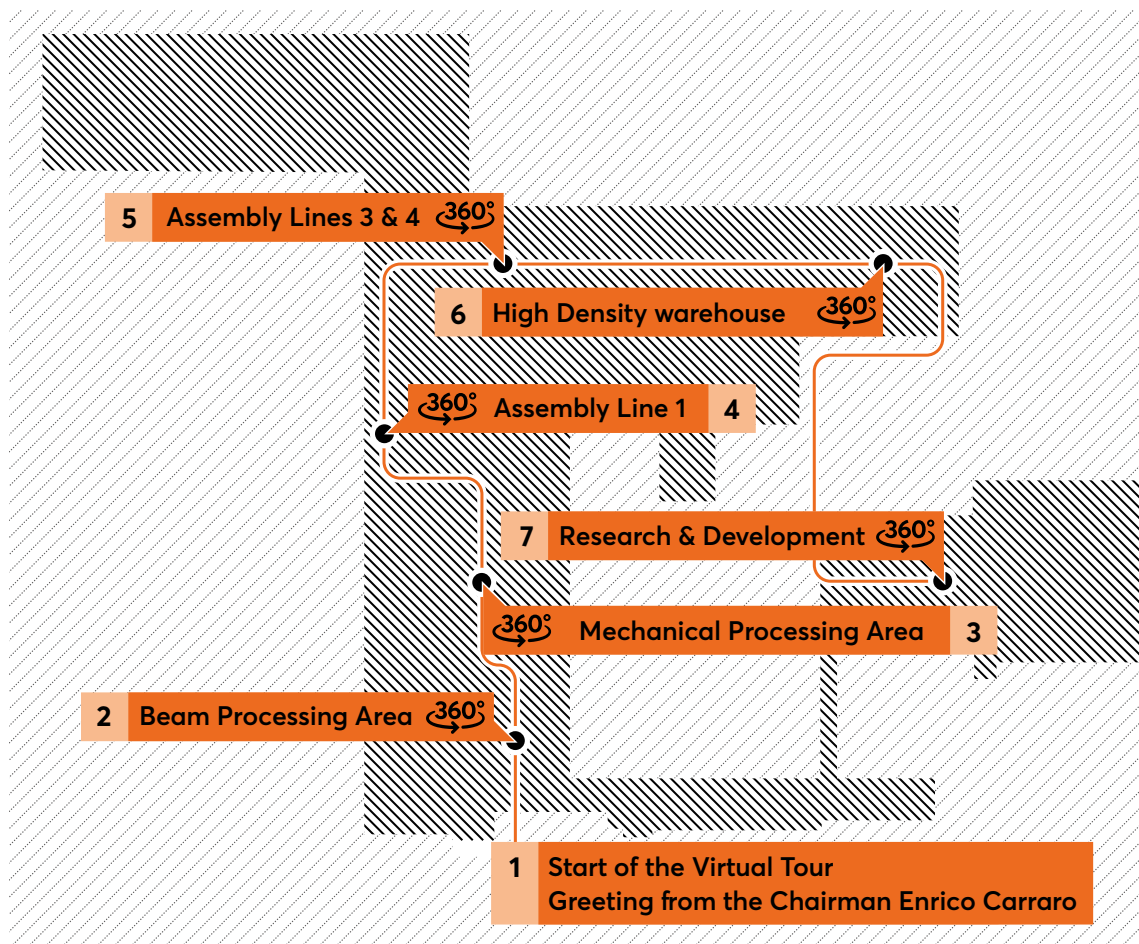 5 Assembly Lines 3 & 4 360°
6 High Density warehouse 360°
360° Assembly Line 1 4
7 Research & Development 360°
360° Mechanical Processing Area 3
2 Beam Processing Area 360°
1 Start of the Virtual Tour
Greeting from the Chairman Enrico Carraro